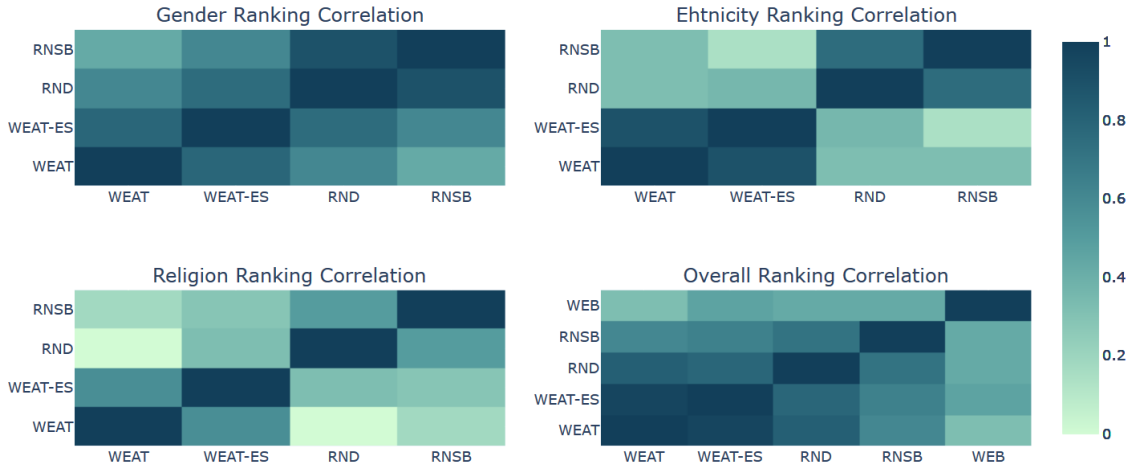 Gender Ranking Correlation
RNSB
RND
WEAT-ES
WEAT
WEAT WEAT-ES RND RNSB
Ehtnicity Ranking Correlation
RNSB
RND
WEAT-ES
WEAT
WEAT WEAT-ES RND RNSB
Religion Ranking Correlation
RNSB
RND
WEAT-ES
WEAT
WEAT WEAT-ES RND RNSB
Overall Ranking Correlation
WEB
RNSB
RND
WEAT-ES
WEAT
WEAT WEAT-ES RND RNSB WEB
1
0.8
0.6
0.4
0.2
0